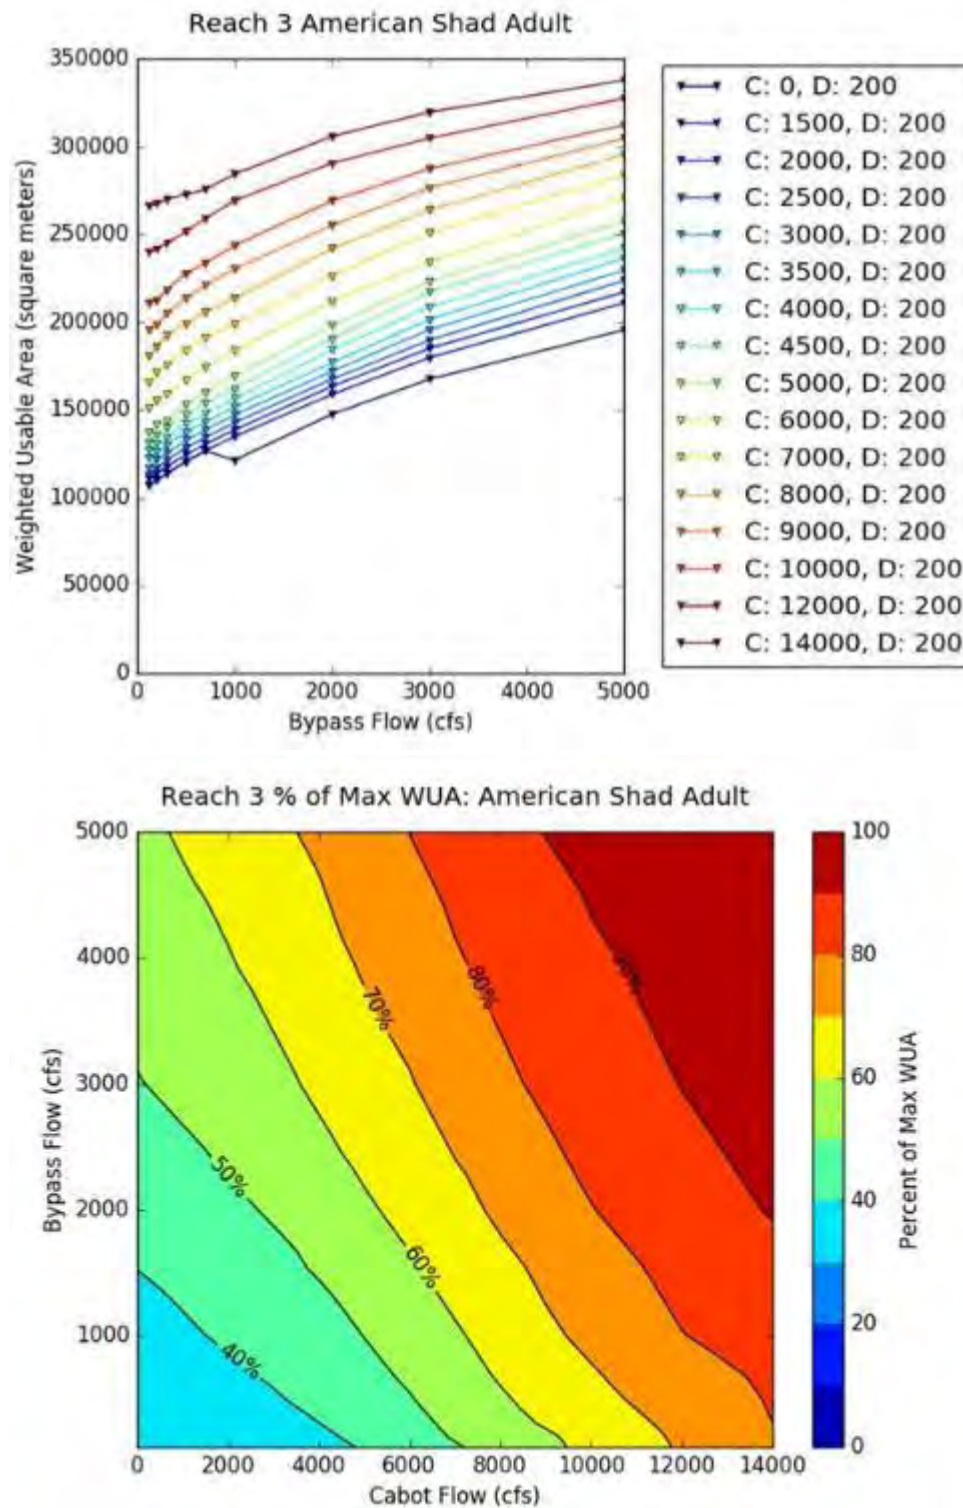 Reach 3 American Shad Adult
350000
300000
250000
200000
150000
100000
50000
0
Weighted Usable Area (square meters)
0 1000 2000 3000 4000 5000
Bypass Flow (cfs)
C: 0, D: 200
C: 1500, D: 200
C: 2000, D: 200
C: 2500, D: 200
C: 3000, D: 200
C: 3500, D: 200
C: 4000, D: 200
C: 4500, D: 200
C: 5000, D: 200
C: 6000, D: 200
C: 7000, D: 200
C: 8000, D: 200
C: 9000, D: 200
C: 10000, D: 200
C: 12000, D: 200
C: 14000, D: 200
Reach 3 % of Max WUA: American Shad Adult
5000
4000
3000
2000
1000
Bypass Flow (cfs)
40%
50%
60%
70%
80%
90%
0 2000 4000 6000 8000 10000 12000 14000
Cabot Flow (cfs)
100
80
60
40
20
0
Percent of Max WUA